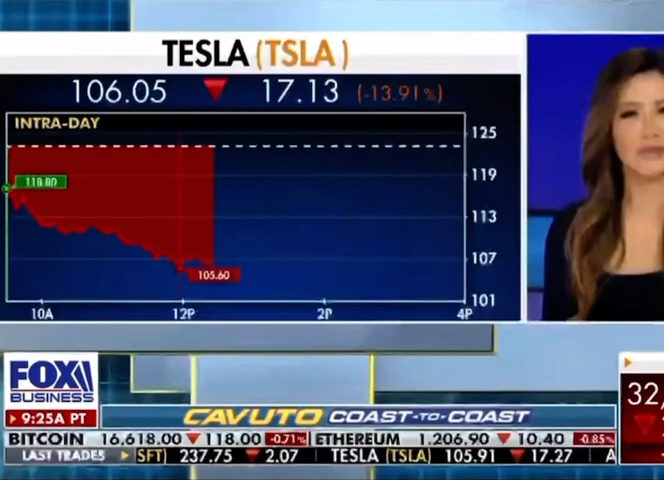 TESLA (TSLA)
106.05 ▼ 17.13 (-13.91%)
INTRA-DAY
125
119
118.80
113
107
105.60
101
10A 12P 2P 4P
FOX
BUSINESS
9:25A PT
CAVUTO COAST-TO-COAST
32,
BITCOIN 16,618.00 ▼ 118.00 -0.71% ETHEREUM 1,206.90 ▼ 10.40 -0.85%
LAST TRADES SFT) 237.75 ▼ 2.07 TESLA (TSLA) 105.91 ▼ 17.27 A